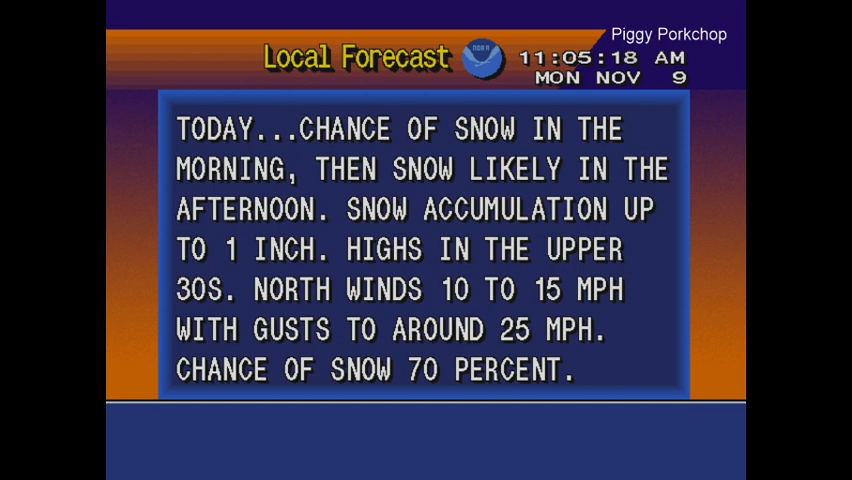 Piggy Porkchop
Local Forecast
NOAA
11:05:18 AM
MON NOV 9
TODAY...CHANCE OF SNOW IN THE
MORNING, THEN SNOW LIKELY IN THE
AFTERNOON. SNOW ACCUMULATION UP
TO 1 INCH. HIGHS IN THE UPPER
30S. NORTH WINDS 10 TO 15 MPH
WITH GUSTS TO AROUND 25 MPH.
CHANCE OF SNOW 70 PERCENT.